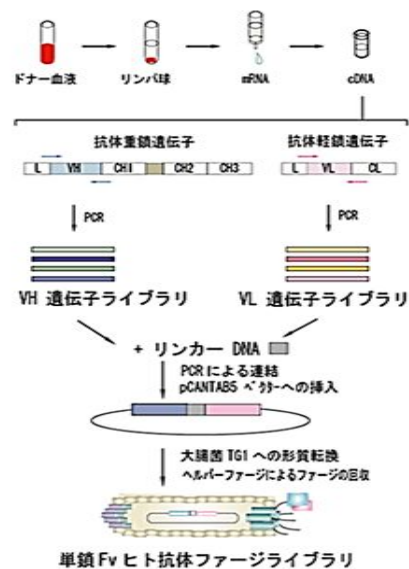 ドナー血液 リンパ球 mRNA cDNA
抗体重鎖遺伝子 抗体軽鎖遺伝子
L VH CH1 CH2 CH3 L VL CL
PCR PCR
VH 遺伝子ライブラリ VL 遺伝子ライブラリ
+ リンカー DNA
PCRによる連結
pCANTAB5 ベクターへの挿入
大腸菌 TG1 への形質転換
ヘルパーファージによるファージの回収
単鎖 Fv ヒト抗体ファージライブラリ